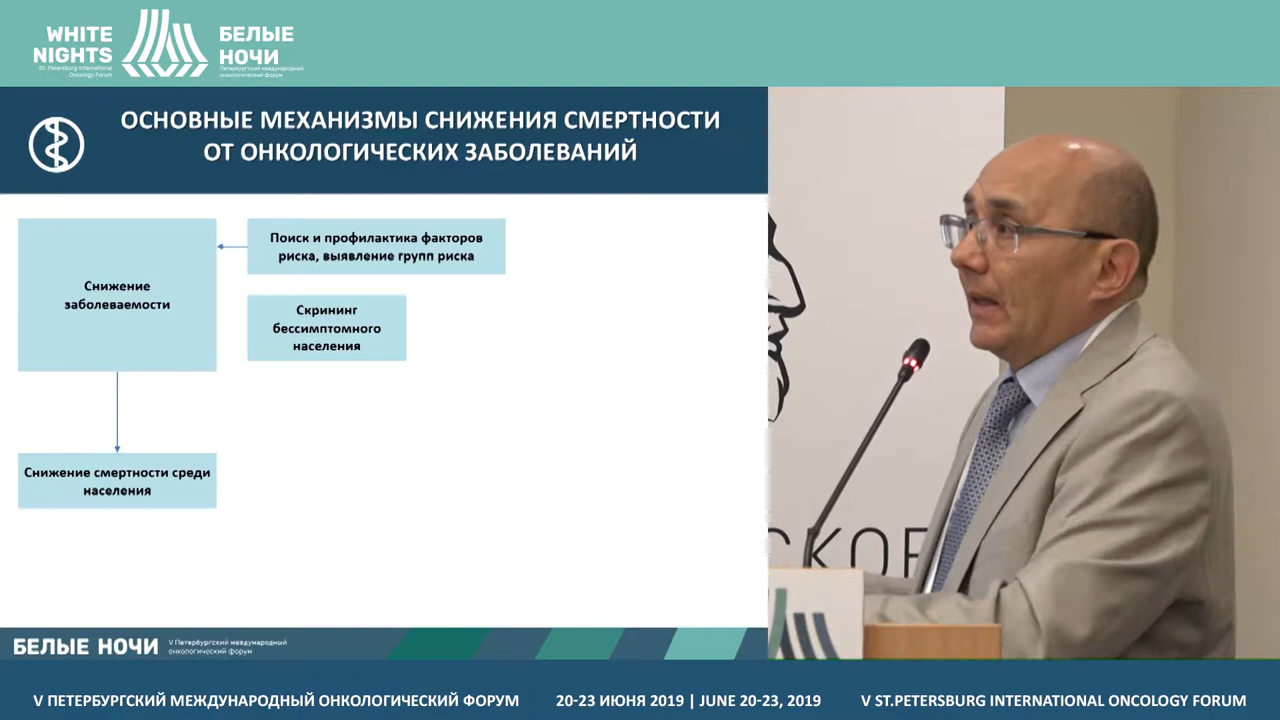 WHITE
NIGHTS
St. Petersburg International
Oncology Forum
БЕЛЫЕ
НОЧИ
Петербургский международный
онкологический форум
ОСНОВНЫЕ МЕХАНИЗМЫ СНИЖЕНИЯ СМЕРТНОСТИ
ОТ ОНКОЛОГИЧЕСКИХ ЗАБОЛЕВАНИЙ
Снижение
заболеваемости
Поиск и профилактика факторов
риска, выявление групп риска
Скрининг
бессимптомного
населения
Снижение смертности среди
населения
БЕЛЫЕ НОЧИ
V Петербургский международный
онкологический форум
V ПЕТЕРБУРГСКИЙ МЕЖДУНАРОДНЫЙ ОНКОЛОГИЧЕСКИЙ ФОРУМ
20-23 ИЮНЯ 2019 | JUNE 20-23, 2019
V ST.PETERSBURG INTERNATIONAL ONCOLOGY FORUM